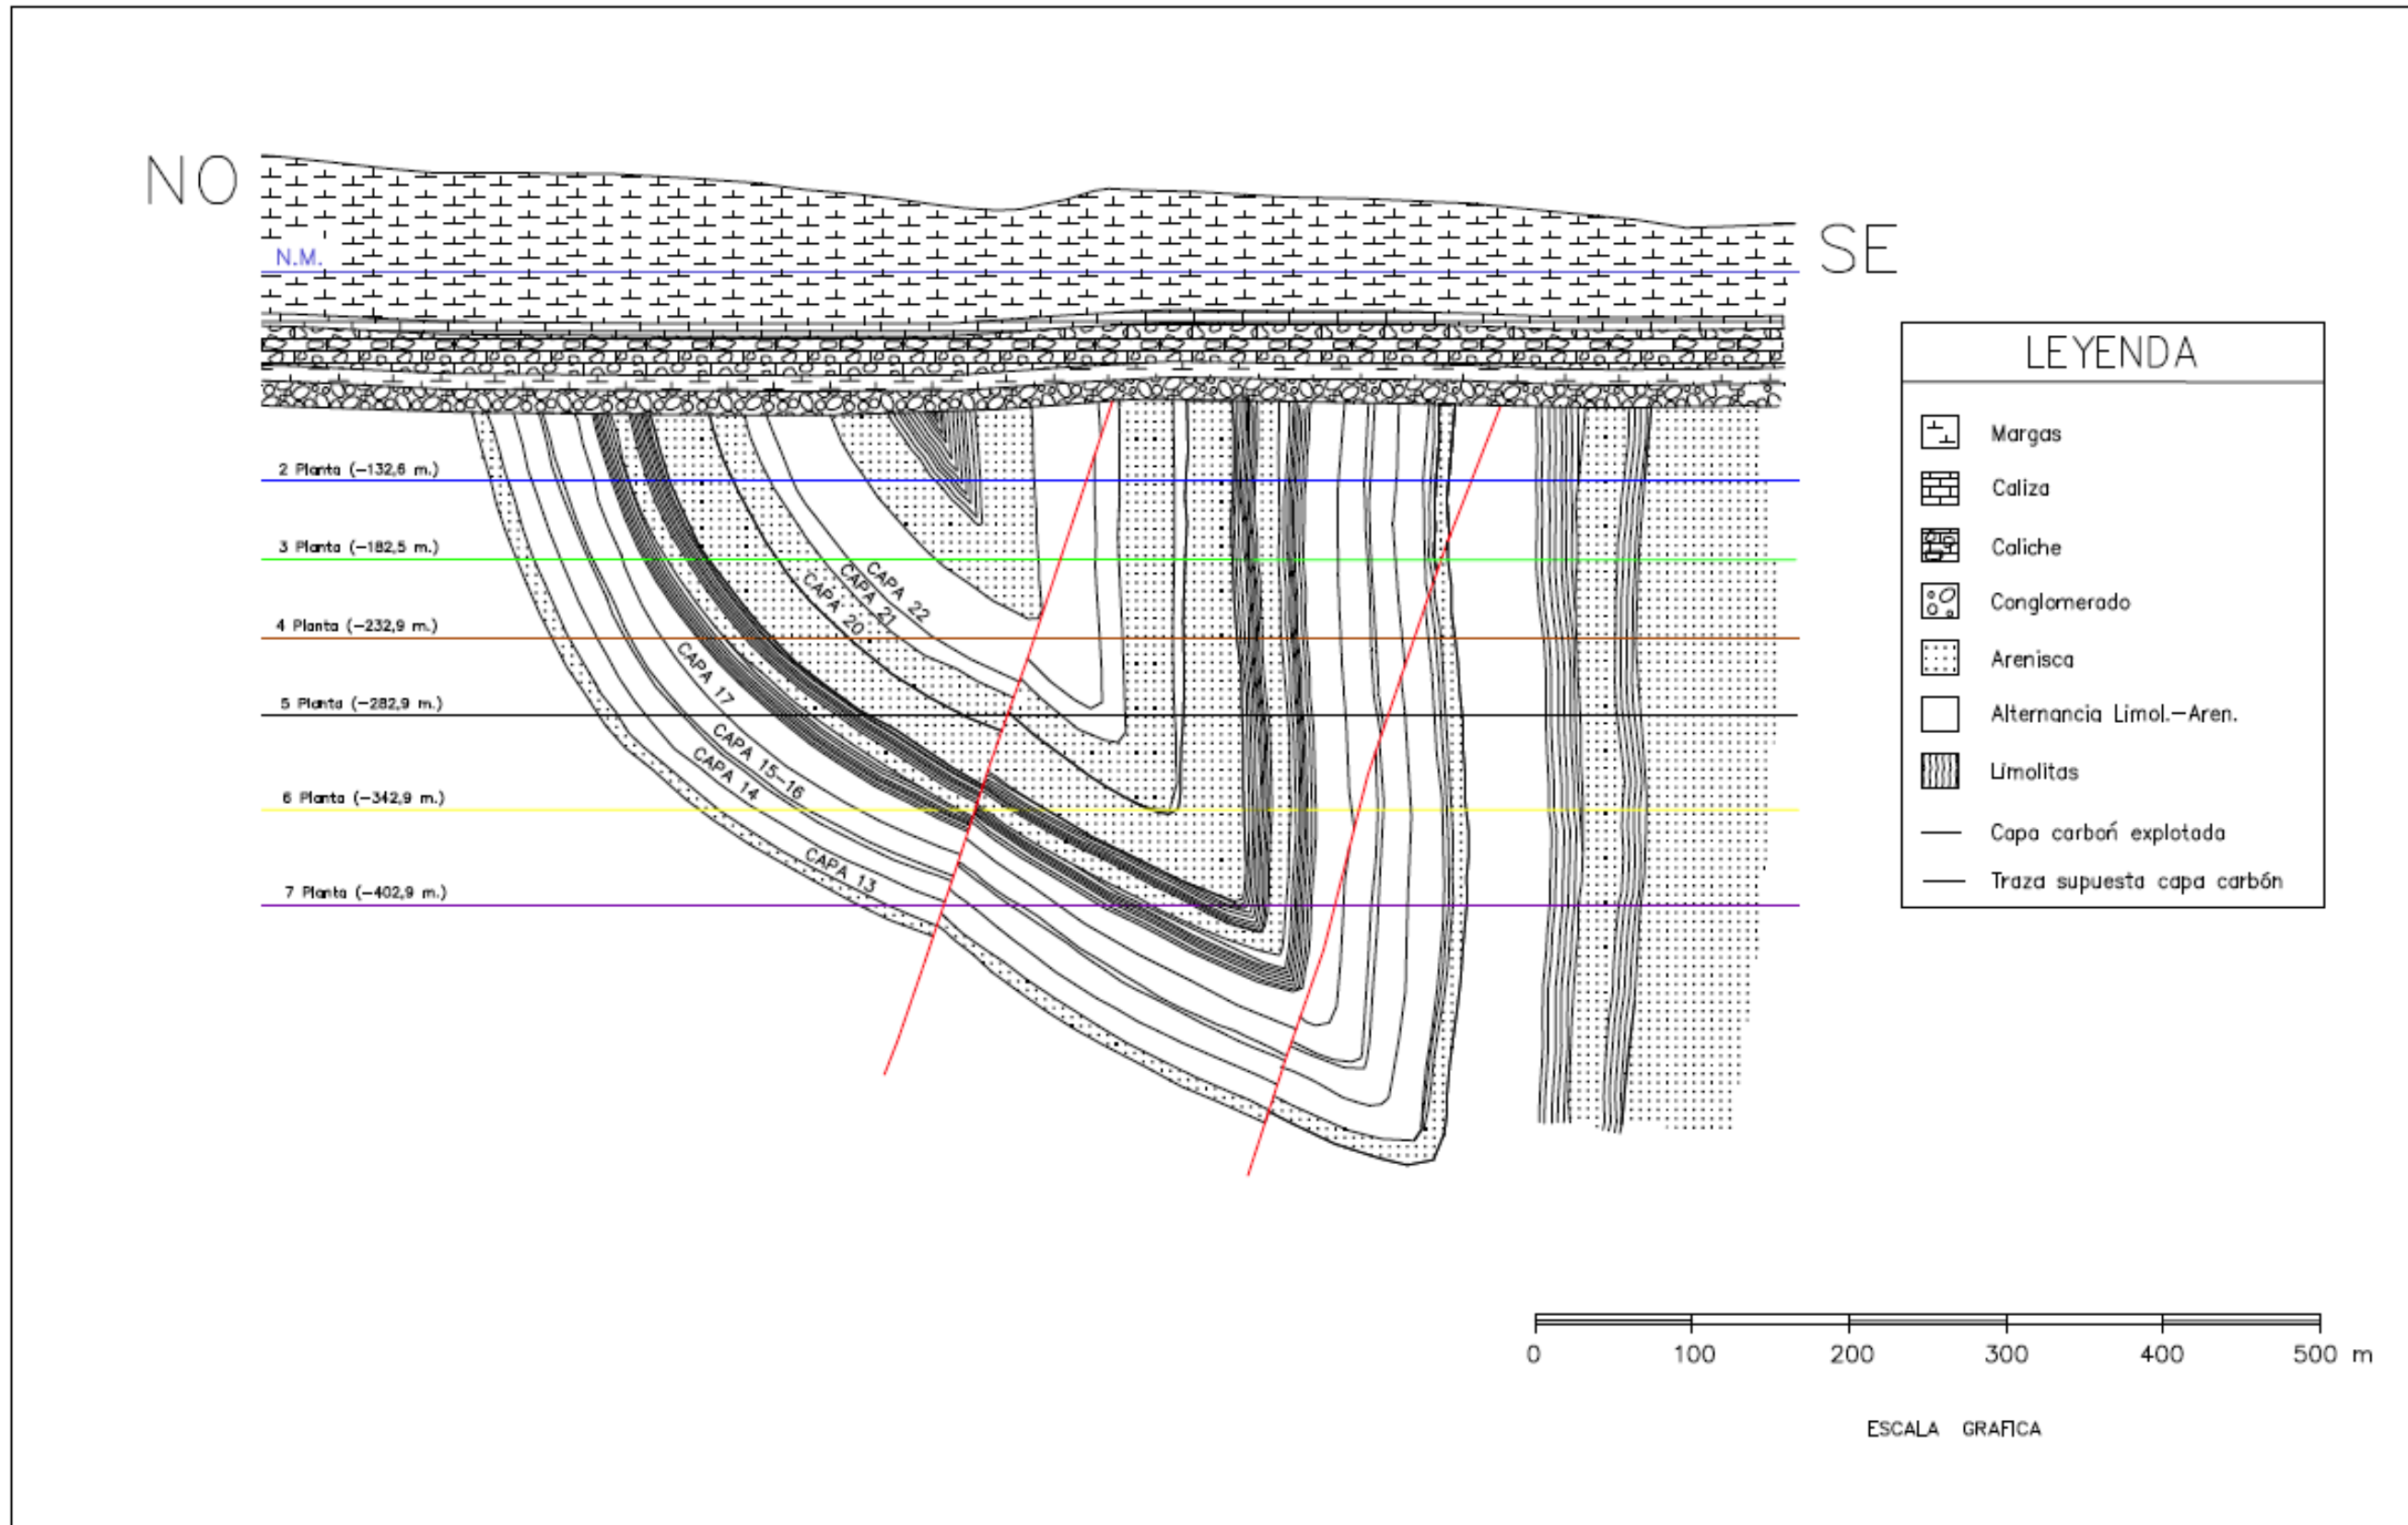 NO
SE
N.M.
2 Planta (-132,6 m.)
3 Planta (-182,5 m.)
4 Planta (-232,9 m.)
5 Planta (-282,9 m.)
6 Planta (-342,9 m.)
7 Planta (-402,9 m.)
CAPA 22
CAPA 21
CAPA 20
CAPA 17
CAPA 15-16
CAPA 14
CAPA 13
LEYENDA
Margas
Caliza
Caliche
Conglomerado
Arenisca
Alternancia Limol.-Aren.
Limolitas
Capa carboń explotada
Traza supuesta capa carbón
0 100 200 300 400 500 m
ESCALA GRAFICA